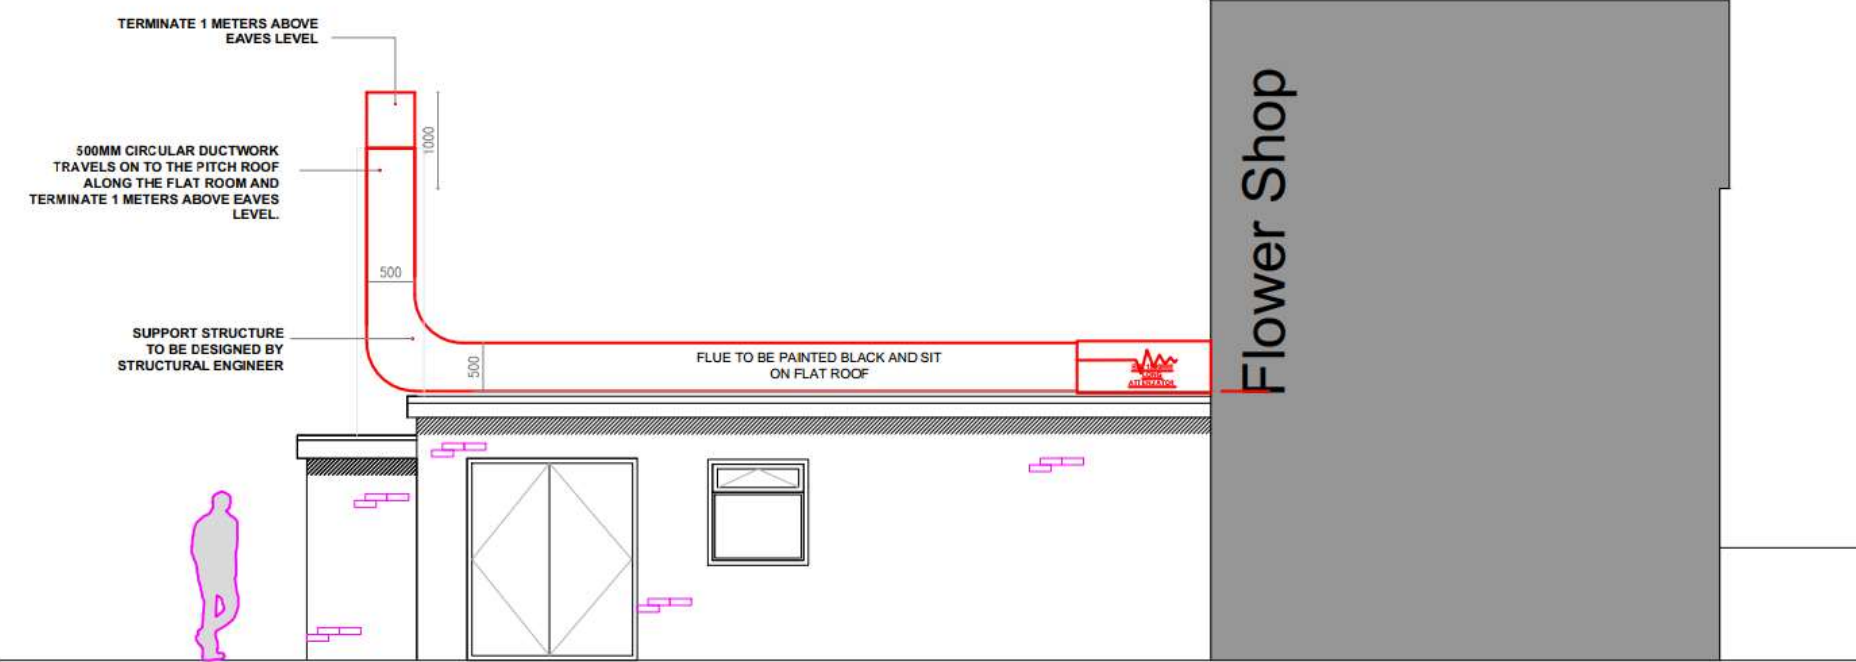 TERMINATE 1 METERS ABOVE
EAVES LEVEL
1000
500MM CIRCULAR DUCTWORK
TRAVELS ON TO THE PITCH ROOF
ALONG THE FLAT ROOM AND
TERMINATE 1 METERS ABOVE EAVES
LEVEL.
500
SUPPORT STRUCTURE
TO BE DESIGNED BY
STRUCTURAL ENGINEER
500
FLUE TO BE PAINTED BLACK AND SIT
ON FLAT ROOF
LONG
Flower Shop